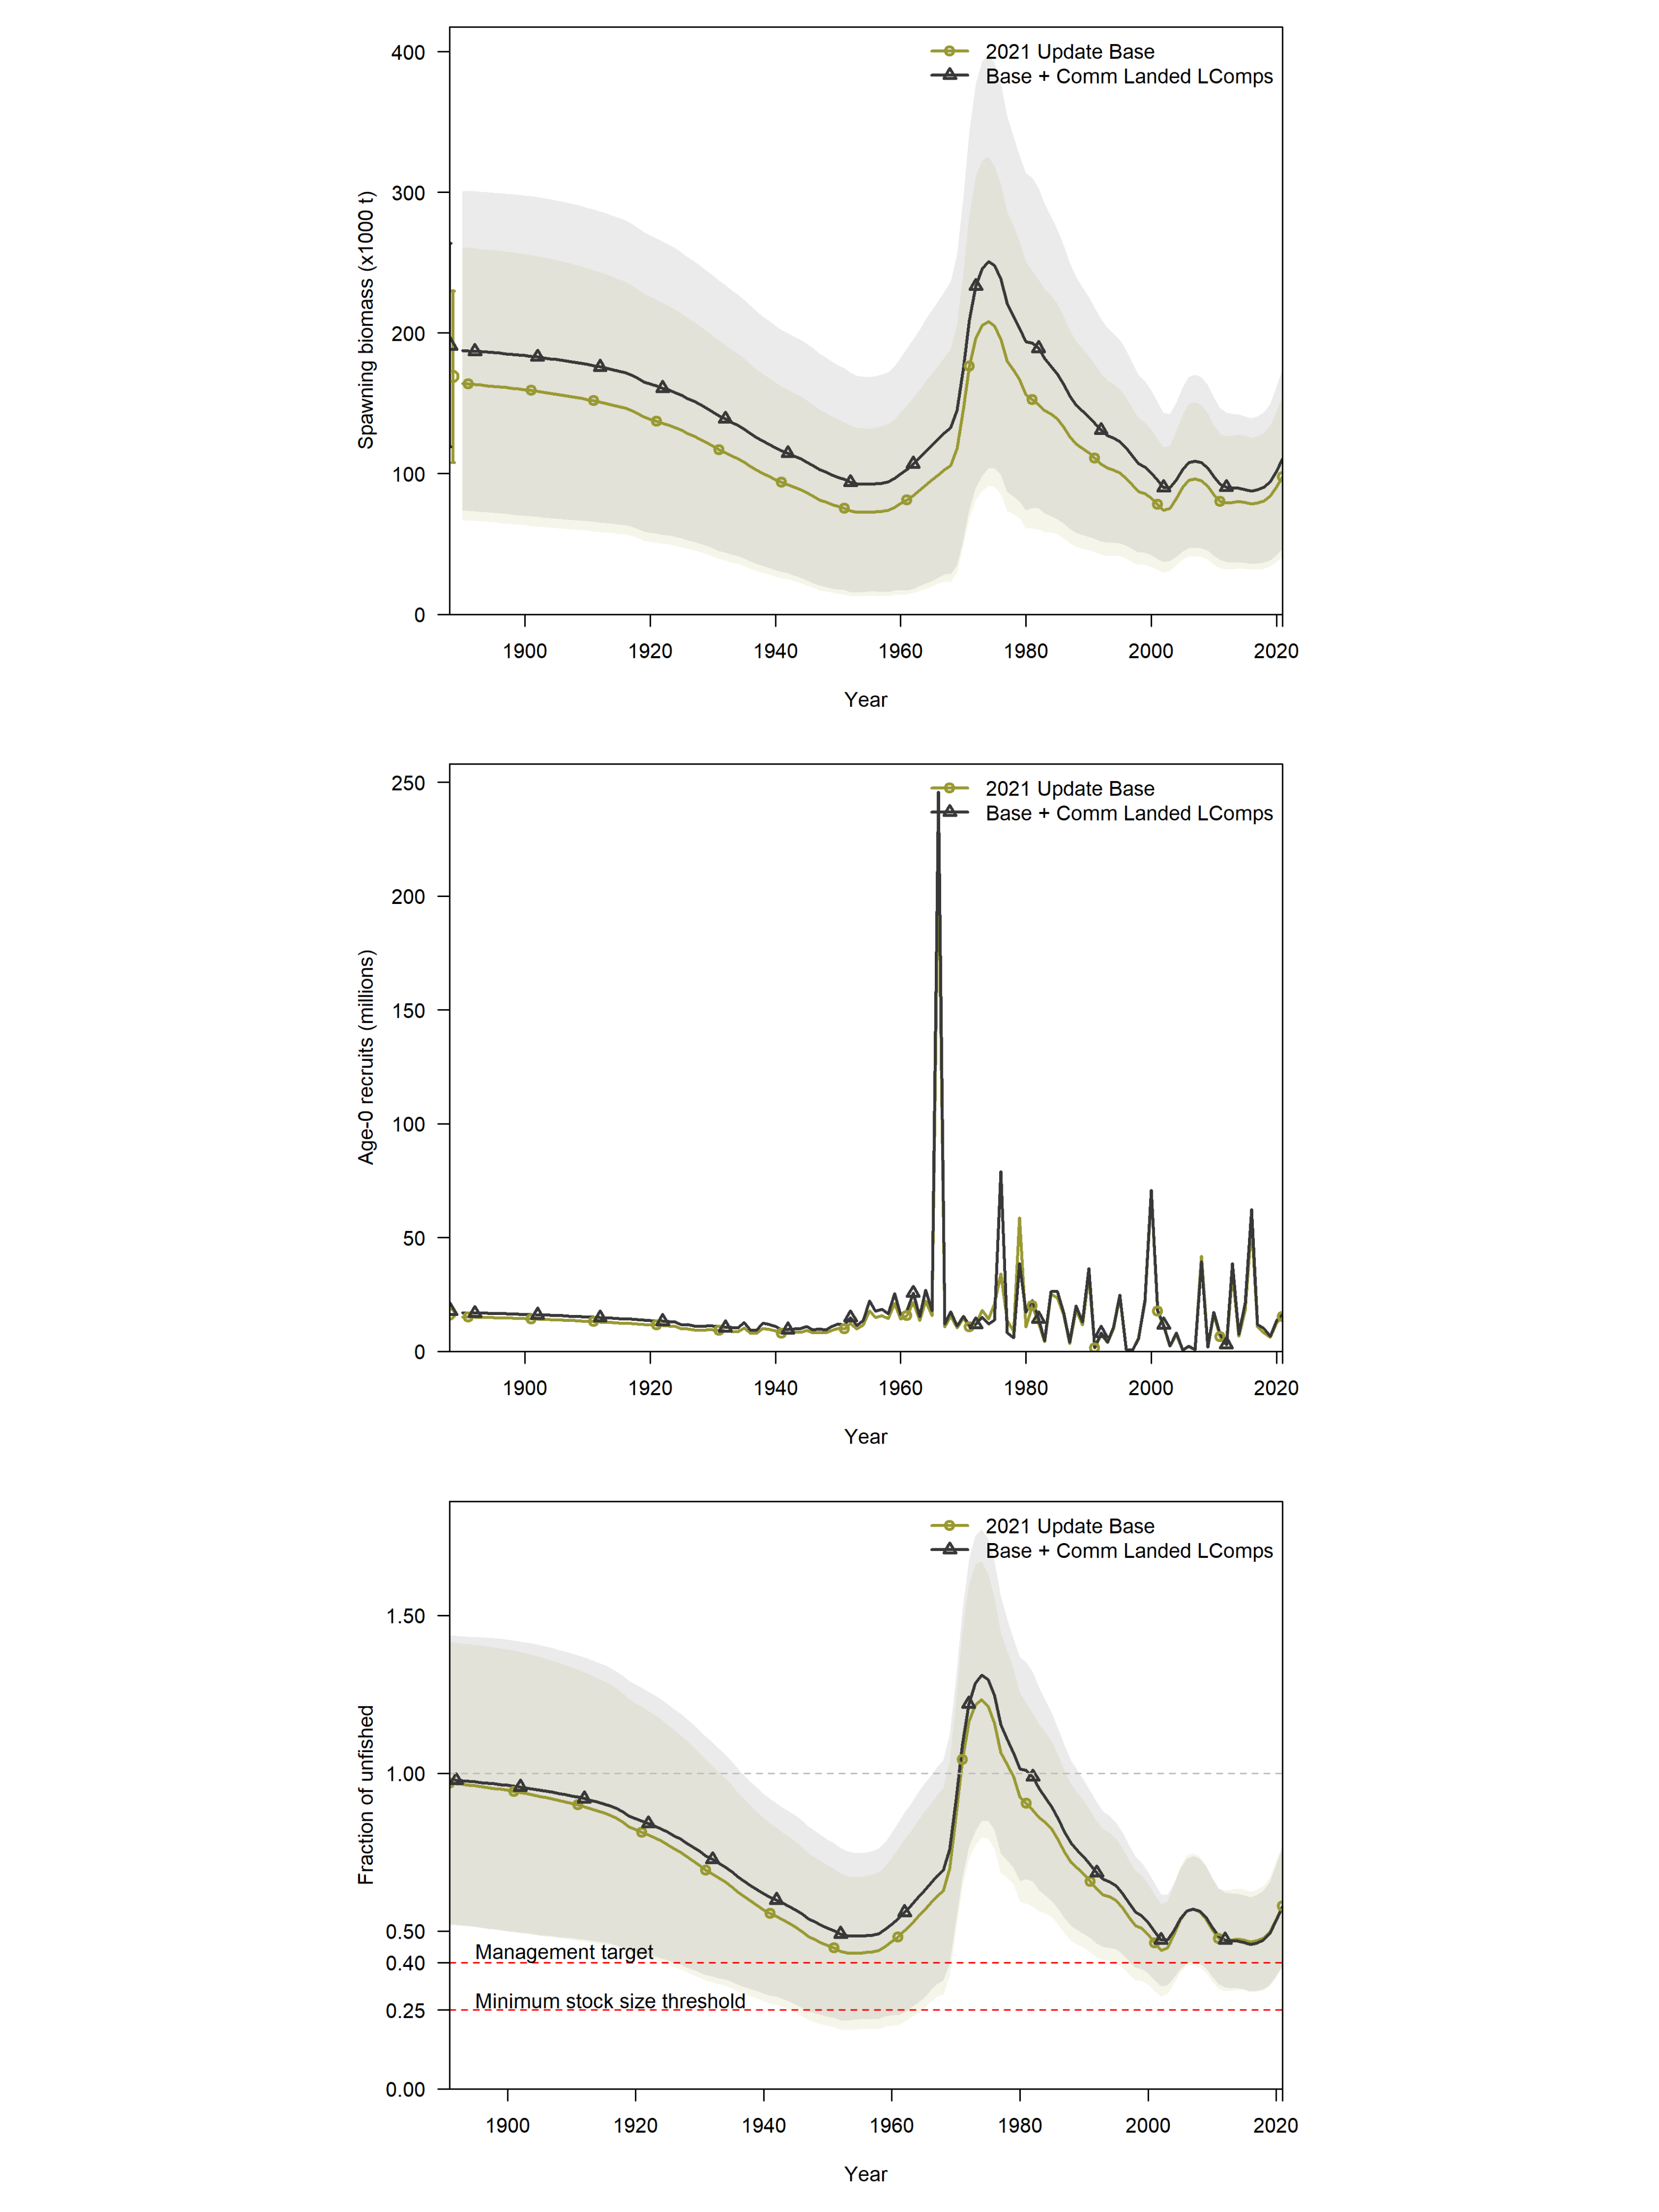 400
300
200
100
0
Spawning biomass (x1000 t)
2021 Update Base
Base + Comm Landed LComps
1900 1920 1940 1960 1980 2000 2020
Year
250
200
150
100
50
0
Age-0 recruits (millions)
2021 Update Base
Base + Comm Landed LComps
1900 1920 1940 1960 1980 2000 2020
Year
1.50
1.00
0.50
0.40
0.25
0.00
Fraction of unfished
2021 Update Base
Base + Comm Landed LComps
Management target
Minimum stock size threshold
1900 1920 1940 1960 1980 2000 2020
Year